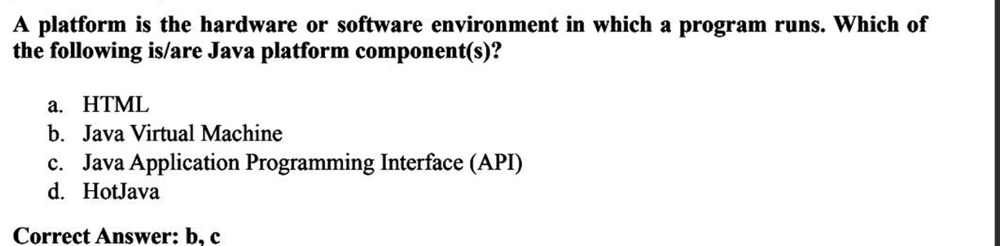 A platform is the hardware or software environment in which a program runs. Which of
the following is/are Java platform component(s)?
a. HTML
b. Java Virtual Machine
c. Java Application Programming Interface (API)
d. HotJava
Correct Answer: b, c